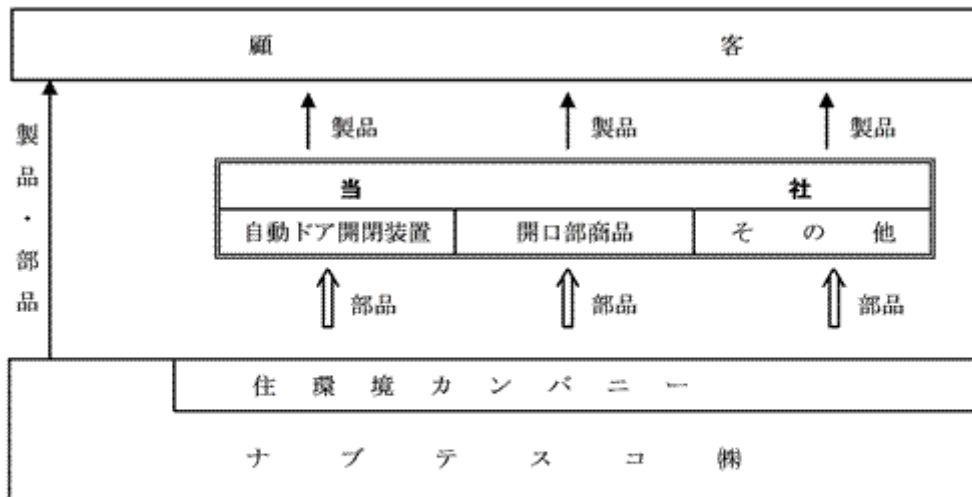 顧客
製品・部品
製品 製品 製品
当社
自動ドア開閉装置 開口部商品 その他
部品 部品 部品
住環境カンパニー
ナブテスコ㈱